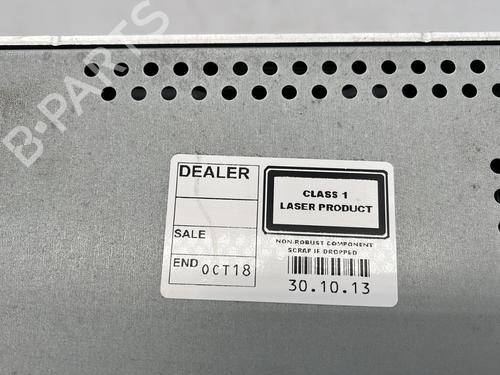 B-PARTS
DEALER
CLASS 1
LASER PRODUCT
SALE
NON-ROBUST COMPONENT
SCRAP IF DROPPED
END OCT18
30.10.13